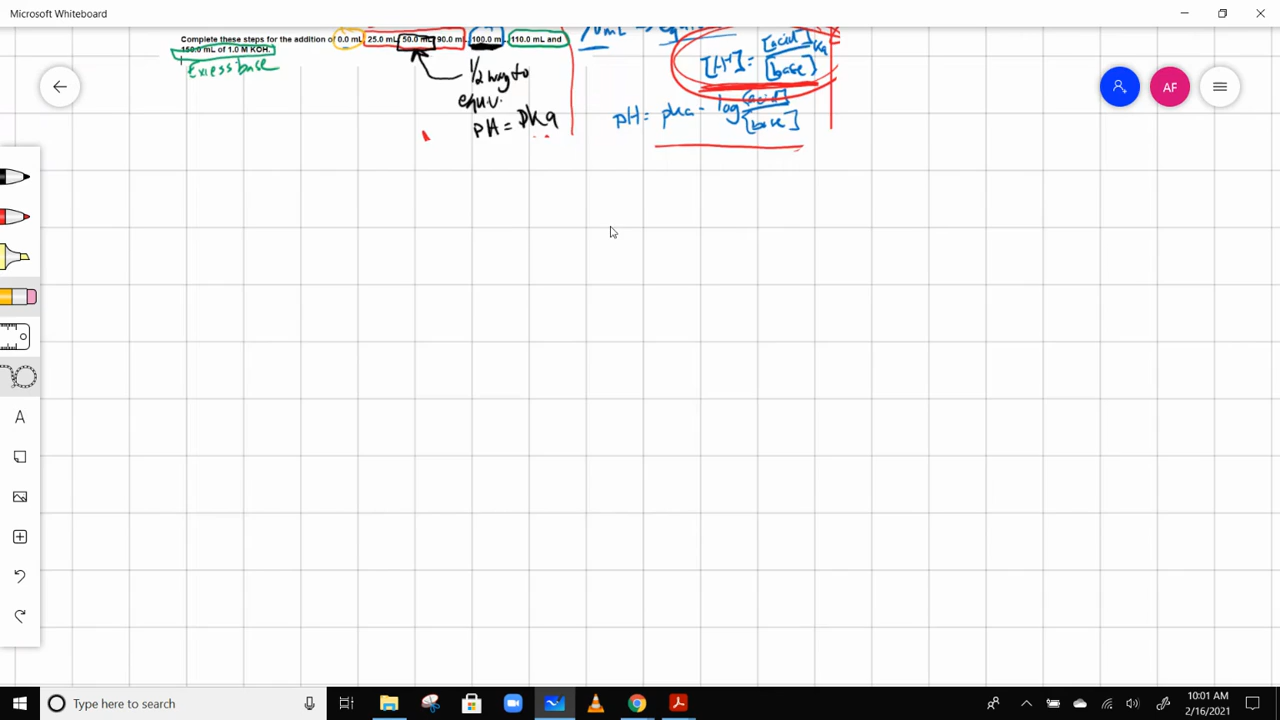 Microsoft Whiteboard
Complete these steps for the addition of 0.0 mL 25.0 mL 50.0 mL 90.0 mL 100.0 m 110.0 mL and
150.0 mL of 1.0 M KOH.
Excess base
1/2 way to
equiv.
pH = pKa
[H+] = [acid] Ka
[base]
pH = pka - log [acid]
[base]
AF
A
Type here to search
10:01 AM
2/16/2021